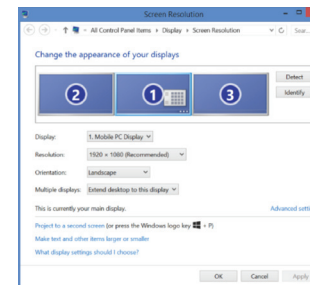 Screen Resolution
« All Control Panel Items › Display › Screen Resolution
Change the appearance of your displays
2
1
3
Detect
Identify
Display: 1. Mobile PC Display
Resolution: 1920 × 1080 (Recommended)
Orientation: Landscape
Multiple displays: Extend desktop to this display
This is currently your main display.
Advanced setti
Project to a second screen (or press the Windows logo key + P)
Make text and other items larger or smaller
What display settings should I choose?
OK Cancel Apply